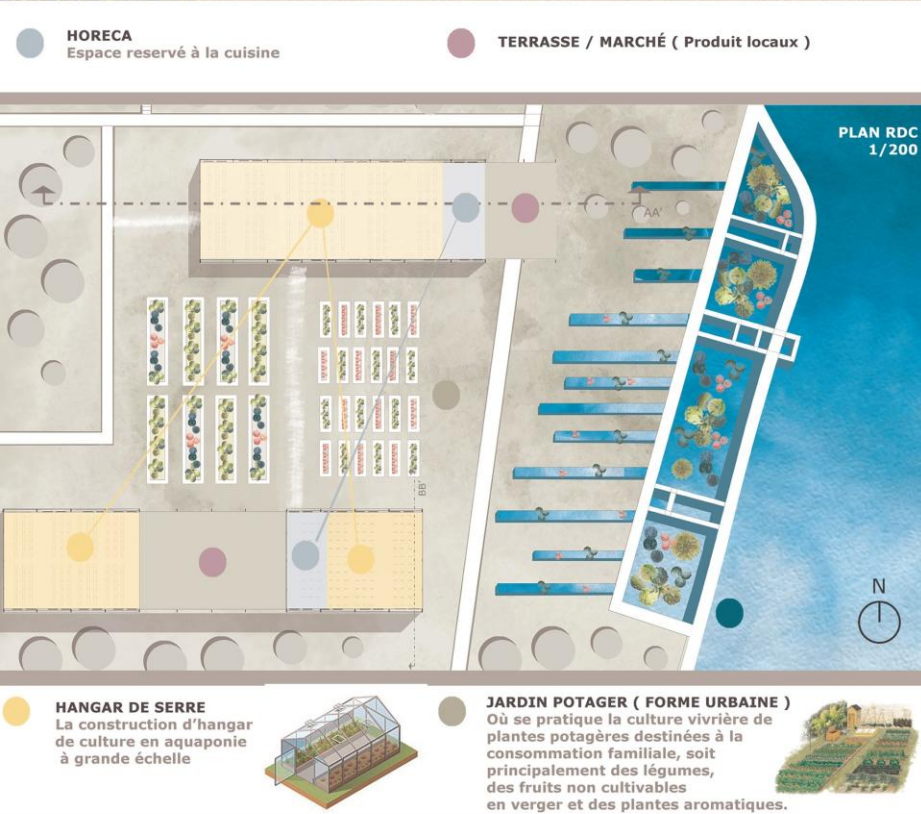 HORECA
Espace reservé à la cuisine
TERRASSE / MARCHÉ ( Produit locaux )
PLAN RDC
1/200
AA'
BB'
N
HANGAR DE SERRE
La construction d'hangar
de culture en aquaponie
à grande échelle
JARDIN POTAGER ( FORME URBAINE )
Où se pratique la culture vivrière de
plantes potagères destinées à la
consommation familiale, soit
principalement des légumes,
des fruits non cultivables
en verger et des plantes aromatiques.